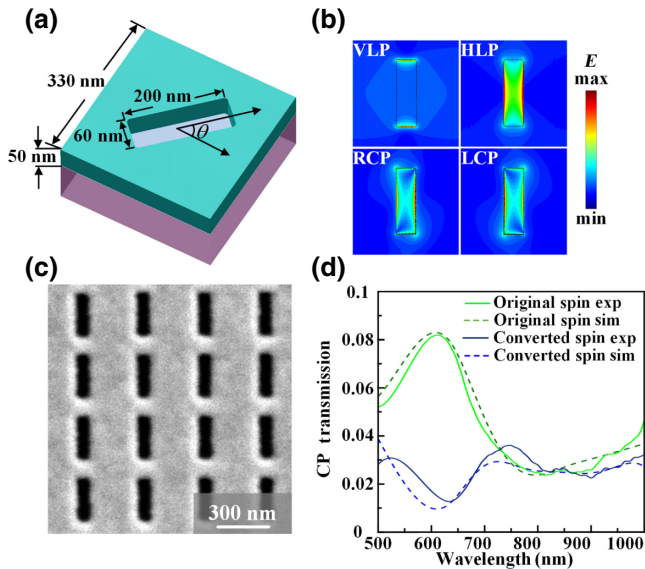 (a)
330 nm
200 nm
60 nm
θ
50 nm
(b)
VLP
HLP
RCP
LCP
E
max
min
(c)
300 nm
(d)
Original spin exp
Original spin sim
Converted spin exp
Converted spin sim
CP transmission
0.1
0.08
0.06
0.04
0.02
0
500
600
700
800
900
1000
Wavelength (nm)